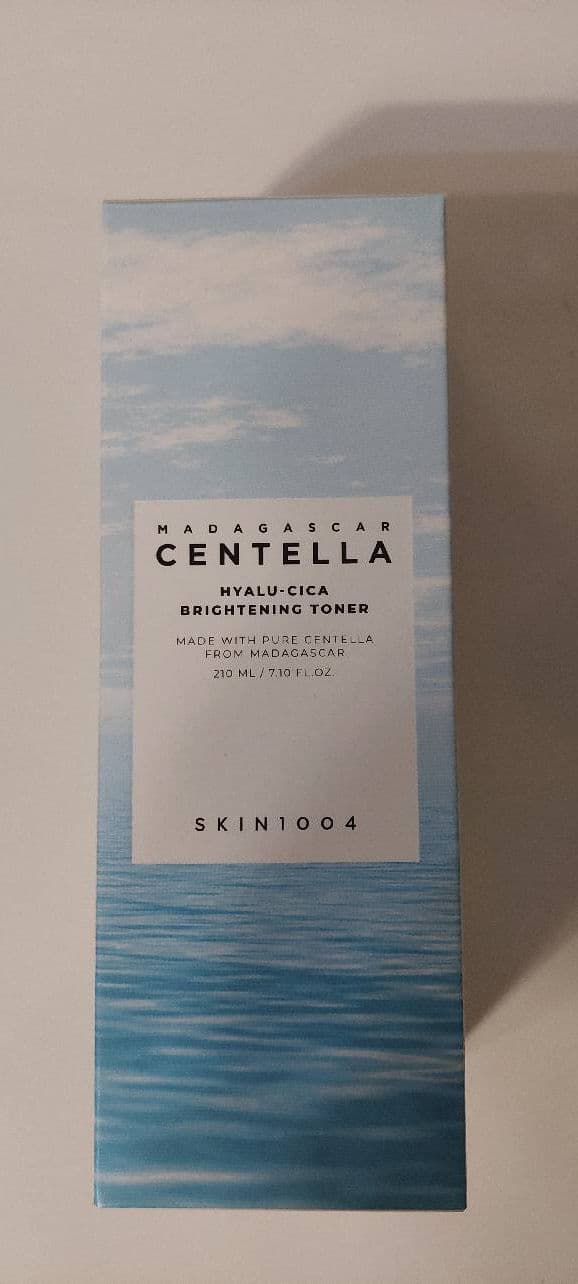 MADAGASCAR
CENTELLA
HYALU-CICA
BRIGHTENING TONER
MADE WITH PURE CENTELLA
FROM MADAGASCAR
210 ML / 7.10 FL.OZ.
SKIN1004